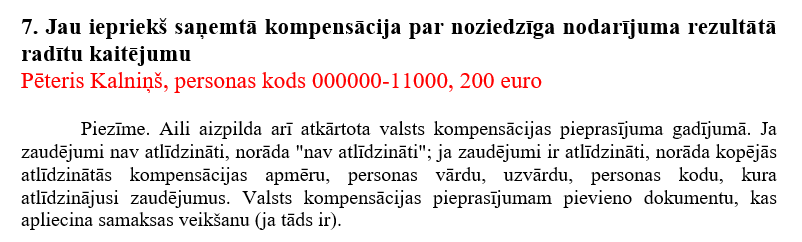 7. Jau iepriekš saņemtā kompensācija par noziedzīga nodarījuma rezultātā
radītu kaitējumu
Pēteris Kalniņš, personas kods 000000-11000, 200 euro
Piezīme. Aili aizpilda arī atkārtota valsts kompensācijas pieprasījuma gadījumā. Ja
zaudējumi nav atlīdzināti, norāda "nav atlīdzināti"; ja zaudējumi ir atlīdzināti, norāda kopējās
atlīdzinātās kompensācijas apmēru, personas vārdu, uzvārdu, personas kodu, kura
atlīdzinājusi zaudējumus. Valsts kompensācijas pieprasījumam pievieno dokumentu, kas
apliecina samaksas veikšanu (ja tāds ir).